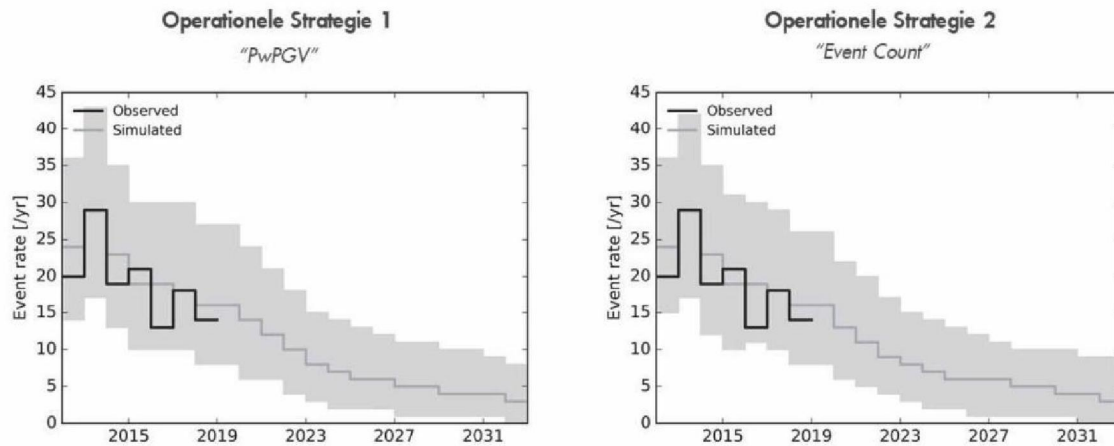 Operationele Strategie 1
"PwPGV"
45
40
35
30
25
20
15
10
5
0
Event rate [/yr]
Observed
Simulated
2015 2019 2023 2027 2031
Operationele Strategie 2
"Event Count"
45
40
35
30
25
20
15
10
5
0
Event rate [/yr]
Observed
Simulated
2015 2019 2023 2027 2031